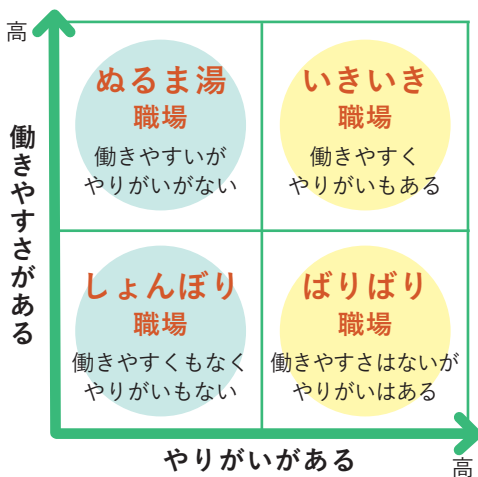 高
働きやすさがある
ぬるま湯
職場
働きやすいが
やりがいがない
いきいき
職場
働きやすく
やりがいもある
しょんぼり
職場
働きやすくもなく
やりがいもない
ばりばり
職場
働きやすさはないが
やりがいはある
やりがいがある
高